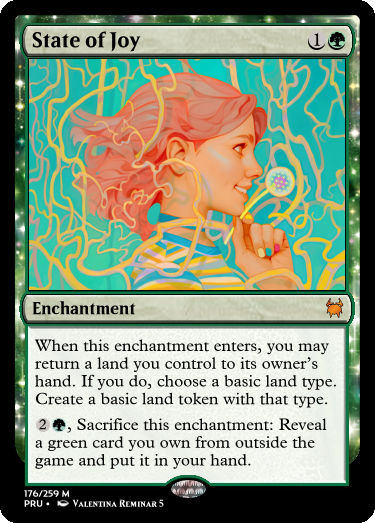 State of Joy 1
Enchantment
When this enchantment enters, you may
return a land you control to its owner's
hand. If you do, choose a basic land type.
Create a basic land token with that type.
2, Sacrifice this enchantment: Reveal
a green card you own from outside the
game and put it in your hand.
176/259 M
PRU • Valentina Reminar 5